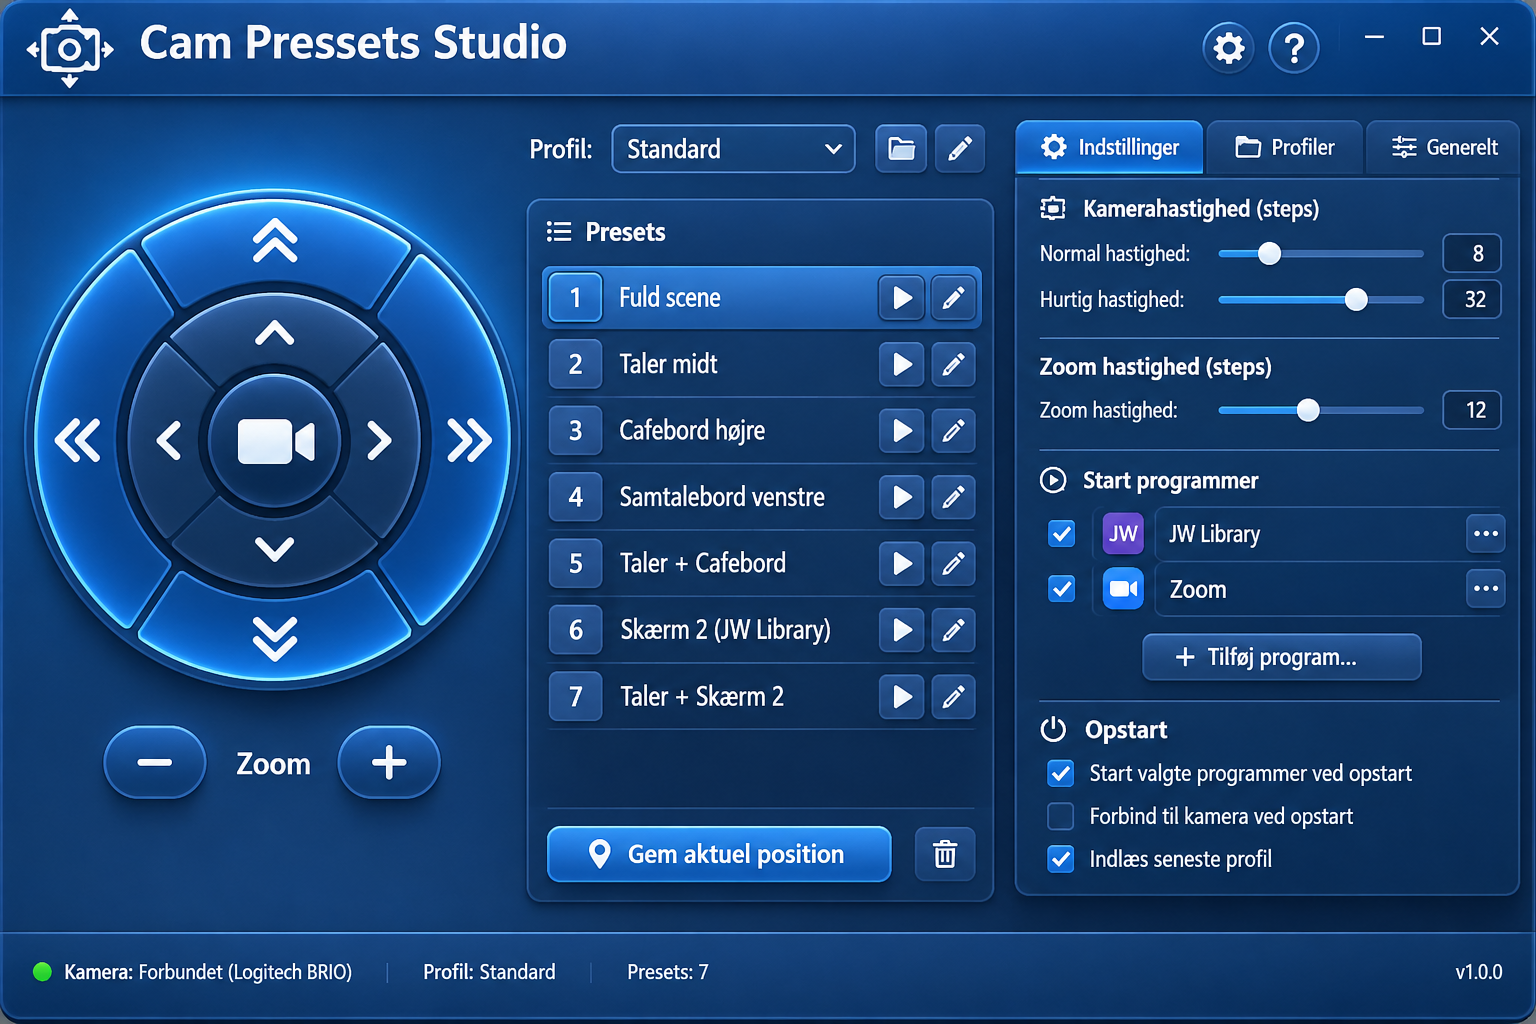 Cam Pressets Studio
?
Profil:
Standard
Indstillinger
Profiler
Generelt
Presets
1 Fuld scene
2 Taler midt
3 Cafebord højre
4 Samtalebord venstre
5 Taler + Cafebord
6 Skærm 2 (JW Library)
7 Taler + Skærm 2
Gem aktuel position
Zoom
Kamerahastighed (steps)
Normal hastighed: 8
Hurtig hastighed: 32
Zoom hastighed (steps)
Zoom hastighed: 12
Start programmer
JW JW Library
Zoom
+ Tilføj program...
Opstart
Start valgte programmer ved opstart
Forbind til kamera ved opstart
Indlæs seneste profil
Kamera: Forbundet (Logitech BRIO)
Profil: Standard
Presets: 7
v1.0.0